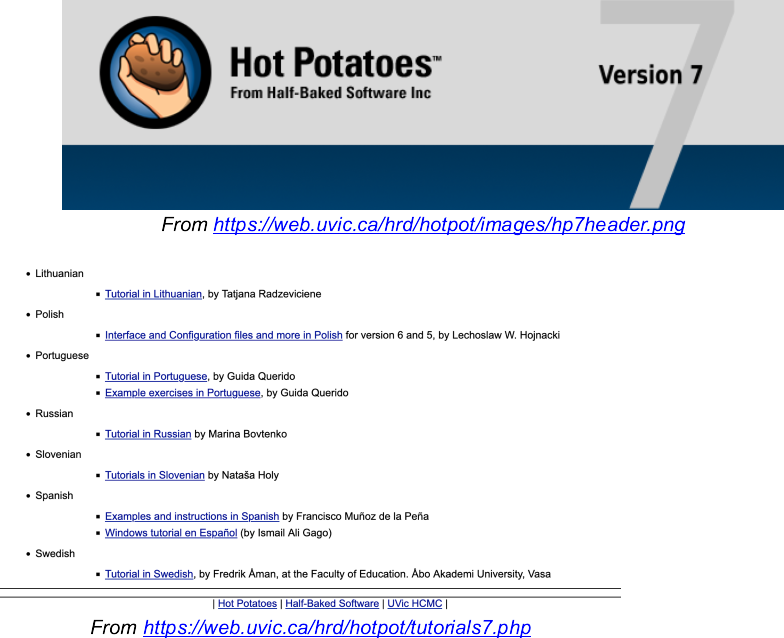 Hot Potatoes™
From Half-Baked Software Inc
Version 7
7
From https://web.uvic.ca/hrd/hotpot/images/hp7header.png
• Lithuanian
▪ Tutorial in Lithuanian, by Tatjana Radzeviciene
• Polish
▪ Interface and Configuration files and more in Polish for version 6 and 5, by Lechoslaw W. Hojnacki
• Portuguese
▪ Tutorial in Portuguese, by Guida Querido
▪ Example exercises in Portuguese, by Guida Querido
• Russian
▪ Tutorial in Russian by Marina Bovtenko
• Slovenian
▪ Tutorials in Slovenian by Nataša Holy
• Spanish
▪ Examples and instructions in Spanish by Francisco Muñoz de la Peña
▪ Windows tutorial en Español (by Ismail Ali Gago)
• Swedish
▪ Tutorial in Swedish, by Fredrik Åman, at the Faculty of Education. Åbo Akademi University, Vasa
| Hot Potatoes | Half-Baked Software | UVic HCMC |
From https://web.uvic.ca/hrd/hotpot/tutorials7.php